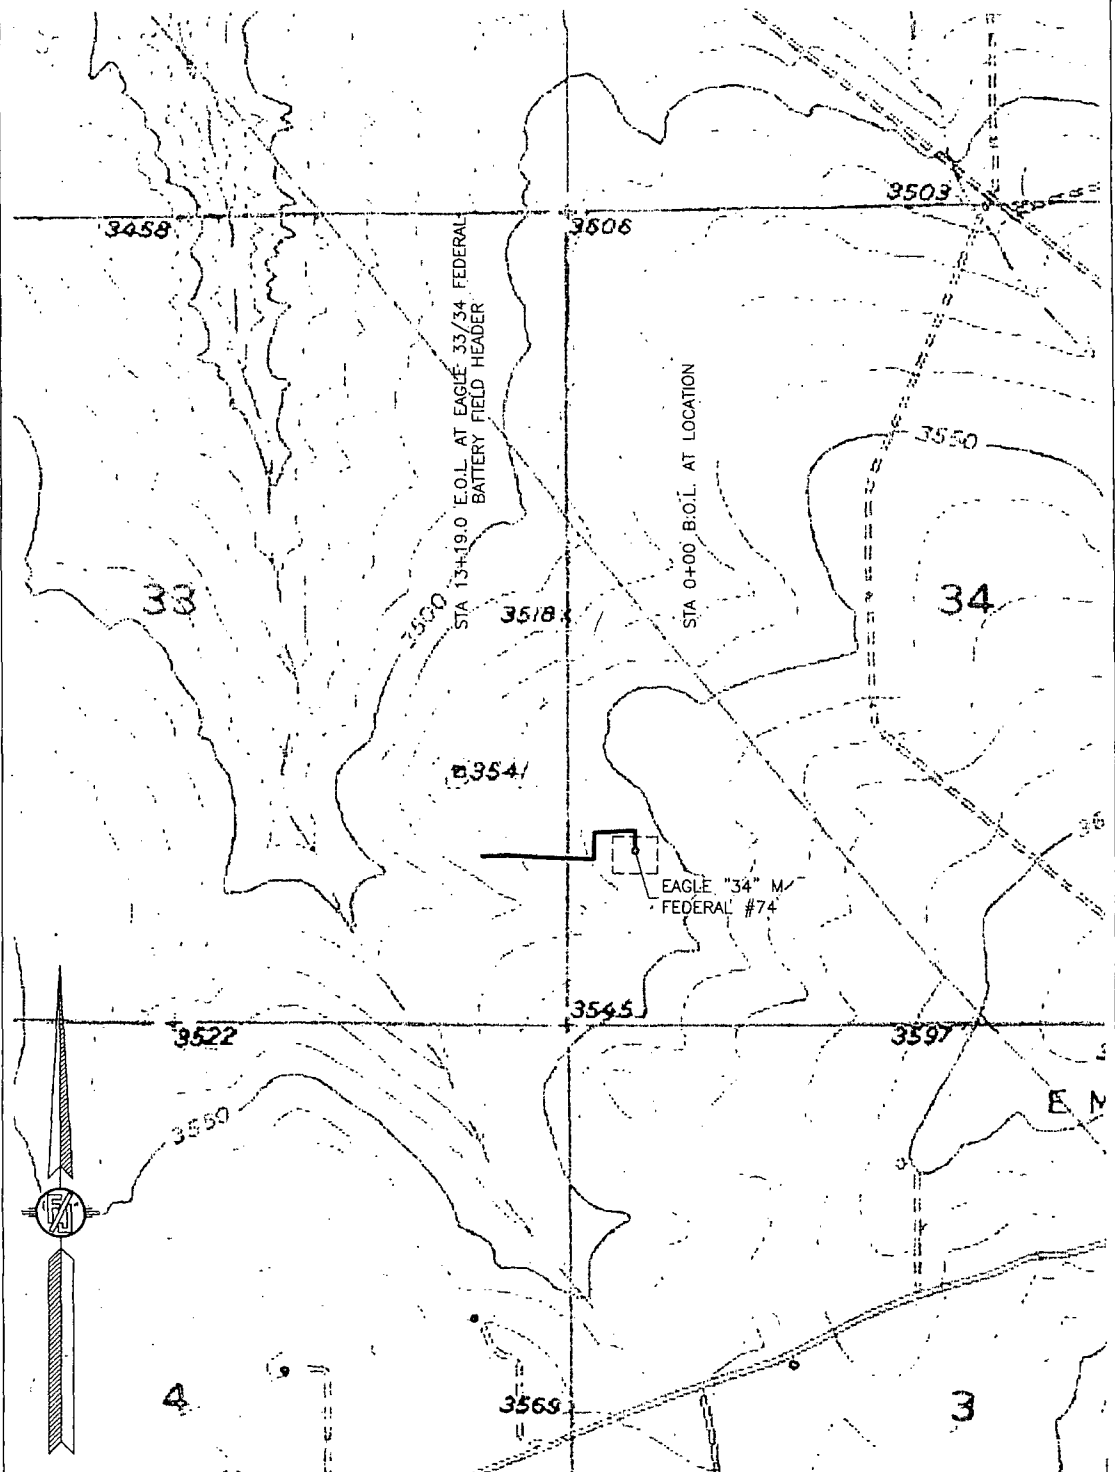 3503
3458
3606
STA 13+19.0 E.O.L. AT EAGLE 33/34 FEDERAL
BATTERY FIELD HEADER
STA 0+00 B.O.L. AT LOCATION
3550
33
3500
3518
34
3541
EAGLE "34" M
FEDERAL #74
3545
3522
3597
E M
3550
4
3569
3